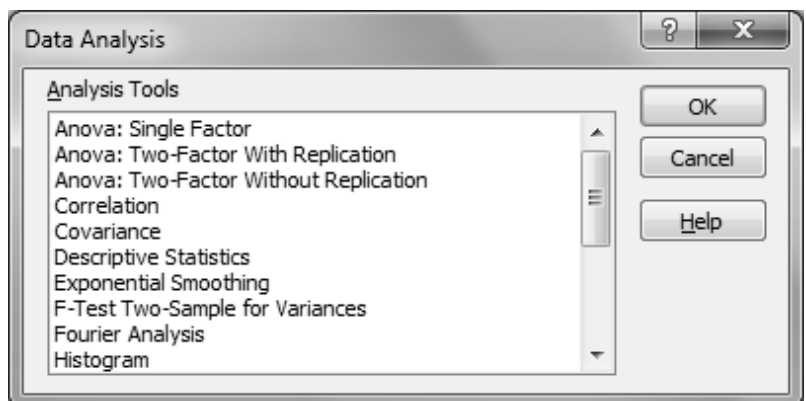 Data Analysis
Analysis Tools
Anova: Single Factor
Anova: Two-Factor With Replication
Anova: Two-Factor Without Replication
Correlation
Covariance
Descriptive Statistics
Exponential Smoothing
F-Test Two-Sample for Variances
Fourier Analysis
Histogram
OK
Cancel
Help